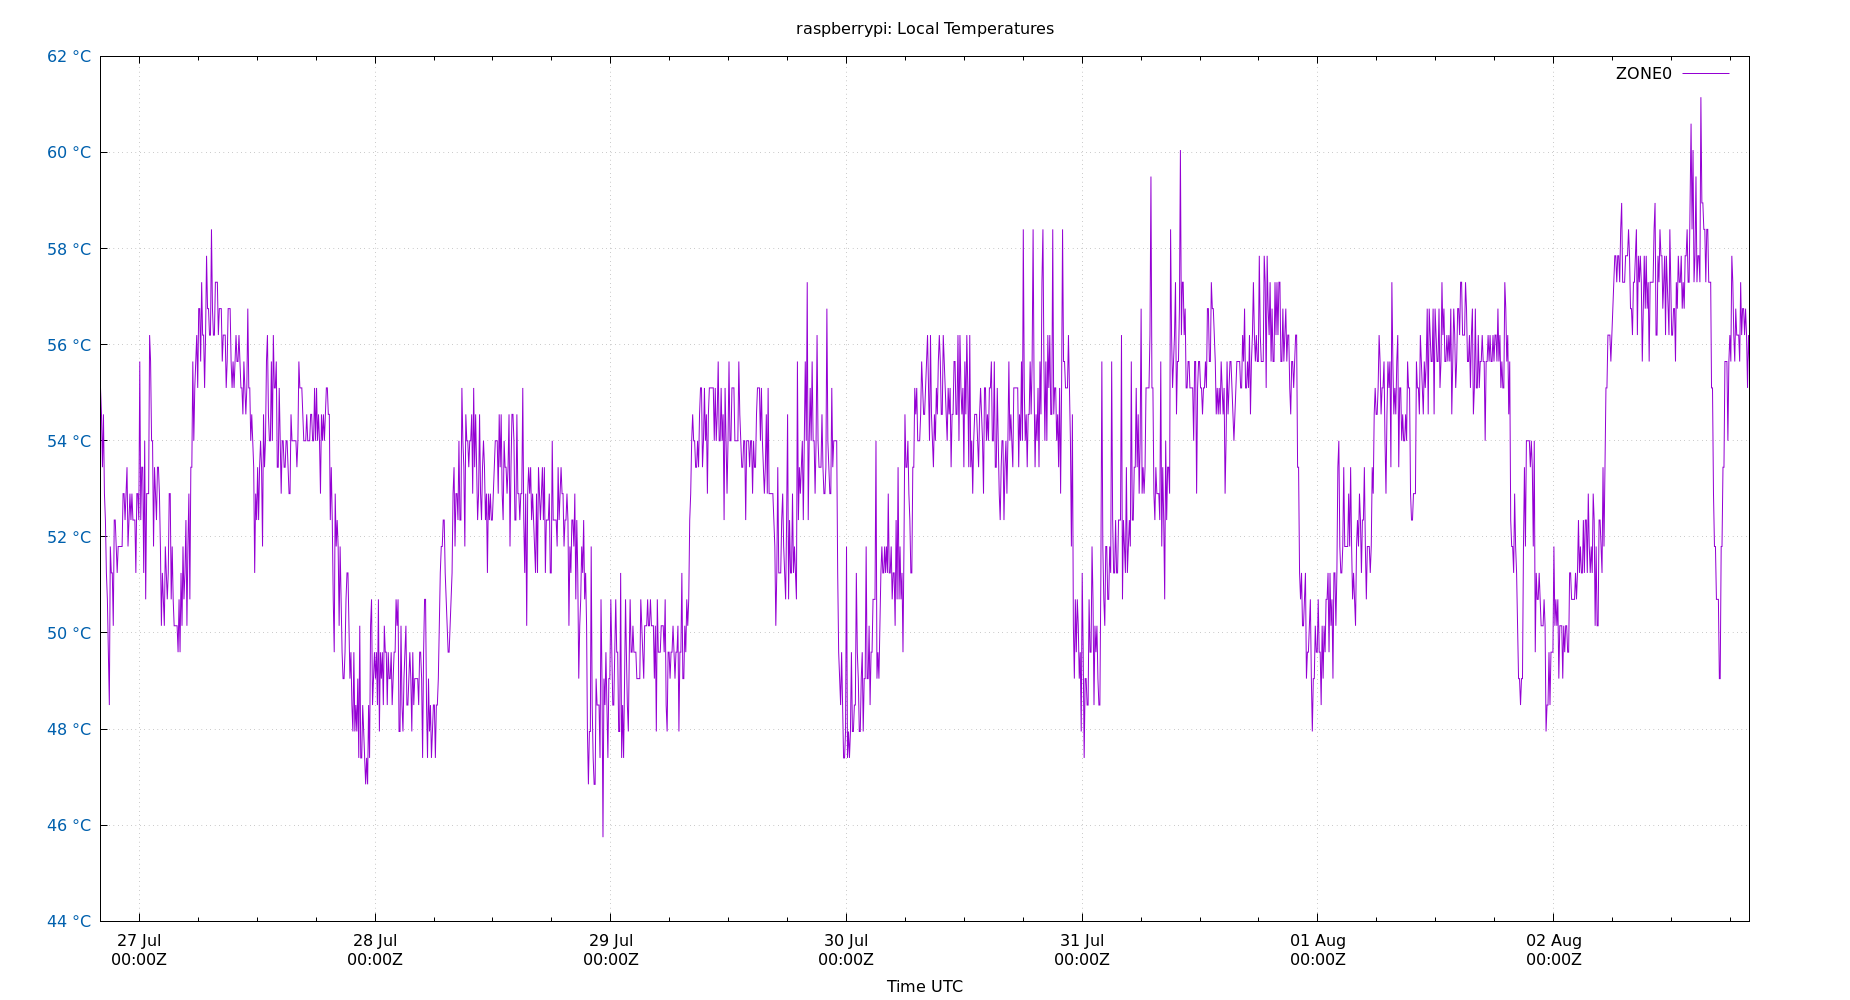 raspberrypi: Local Temperatures
62 °C
ZONE0
60 °C
58 °C
56 °C
54 °C
52 °C
50 °C
48 °C
46 °C
44 °C
27 Jul 28 Jul 29 Jul 30 Jul 31 Jul 01 Aug 02 Aug
00:00Z 00:00Z 00:00Z 00:00Z 00:00Z 00:00Z 00:00Z
Time UTC